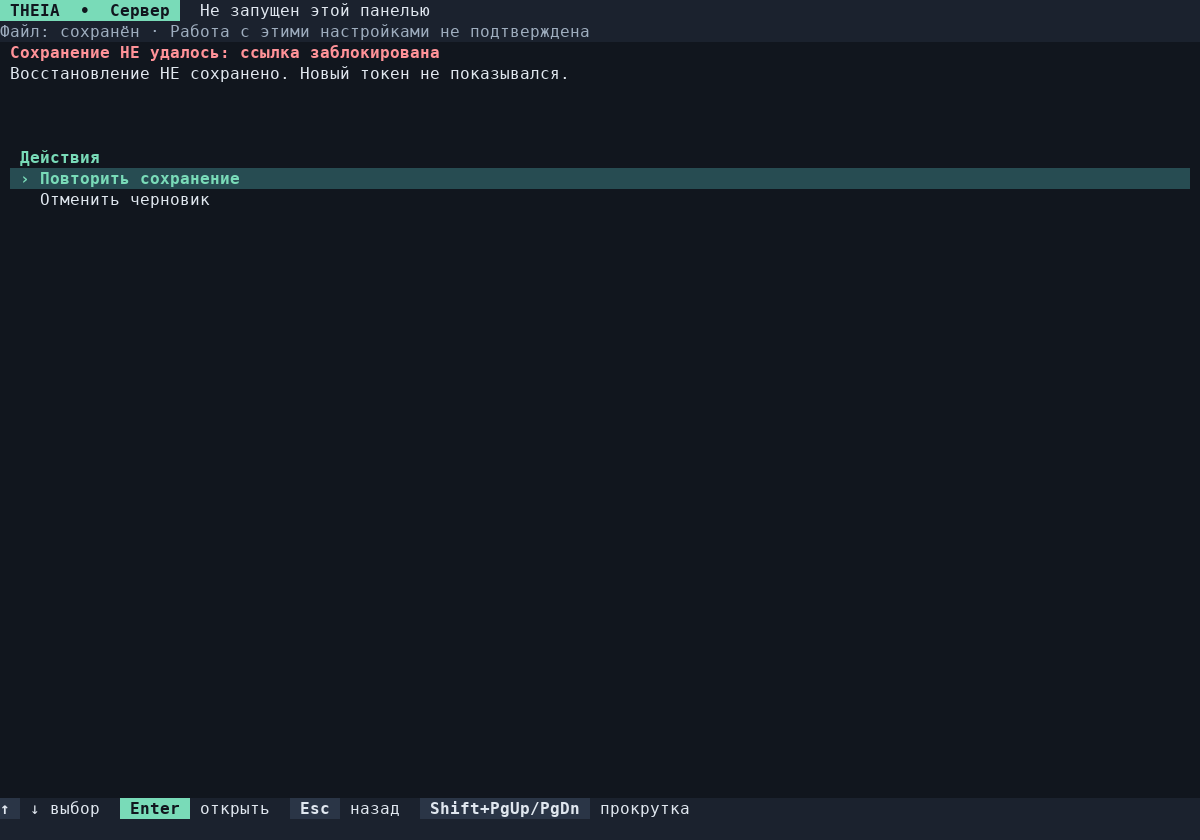 THEIA • Сервер Не запущен этой панелью
Файл: сохранён · Работа с этими настройками не подтверждена
Сохранение НЕ удалось: ссылка заблокирована
Восстановление НЕ сохранено. Новый токен не показывался.
Действия
› Повторить сохранение
Отменить черновик
↑ ↓ выбор Enter открыть Esc назад Shift+PgUp/PgDn прокрутка